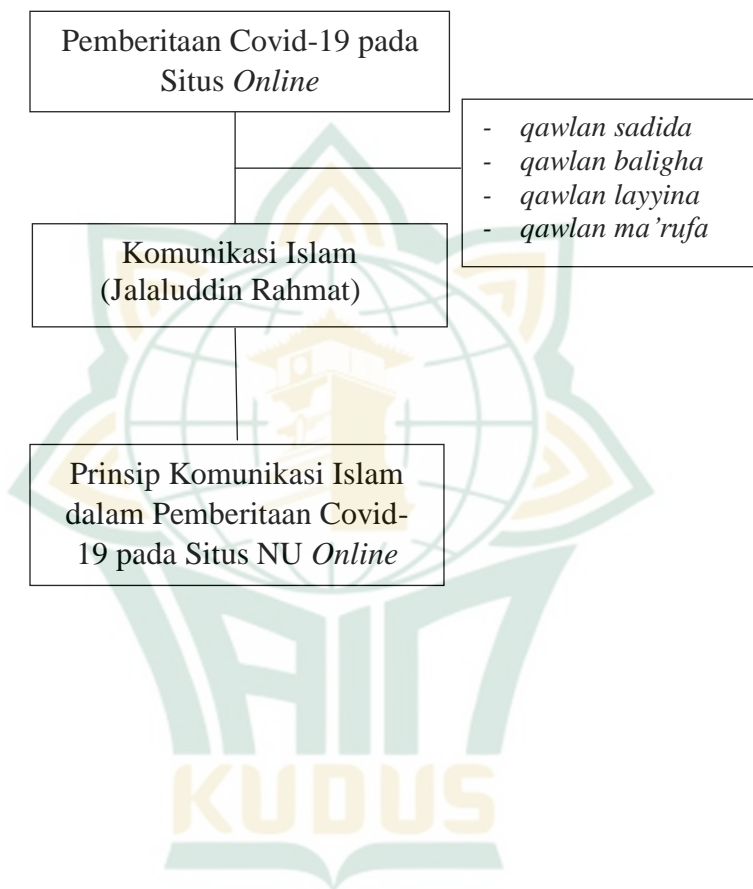 Pemberitaan Covid-19 pada
Situs Online
- qawlan sadida
- qawlan baligha
- qawlan layyina
- qawlan ma’rufa
Komunikasi Islam
(Jalaluddin Rahmat)
Prinsip Komunikasi Islam
dalam Pemberitaan Covid-
19 pada Situs NU Online
IAIN
KUDUS